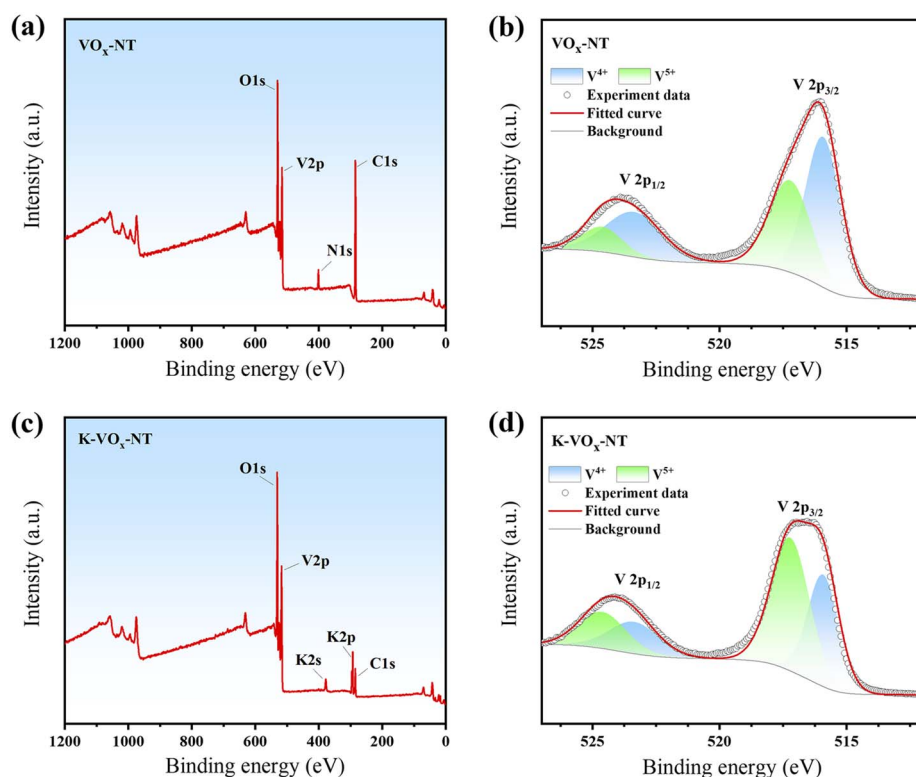 (a)
VOₓ-NT
O1s
V2p
C1s
N1s
Intensity (a.u.)
1200 1000 800 600 400 200 0
Binding energy (eV)
(b)
VOₓ-NT
V⁴⁺ V⁵⁺
Experiment data
Fitted curve
Background
V 2p₃/₂
V 2p₁/₂
Intensity (a.u.)
525 520 515
Binding energy (eV)
(c)
K-VOₓ-NT
O1s
V2p
K2p
K2s
C1s
Intensity (a.u.)
1200 1000 800 600 400 200 0
Binding energy (eV)
(d)
K-VOₓ-NT
V⁴⁺ V⁵⁺
Experiment data
Fitted curve
Background
V 2p₃/₂
V 2p₁/₂
Intensity (a.u.)
525 520 515
Binding energy (eV)